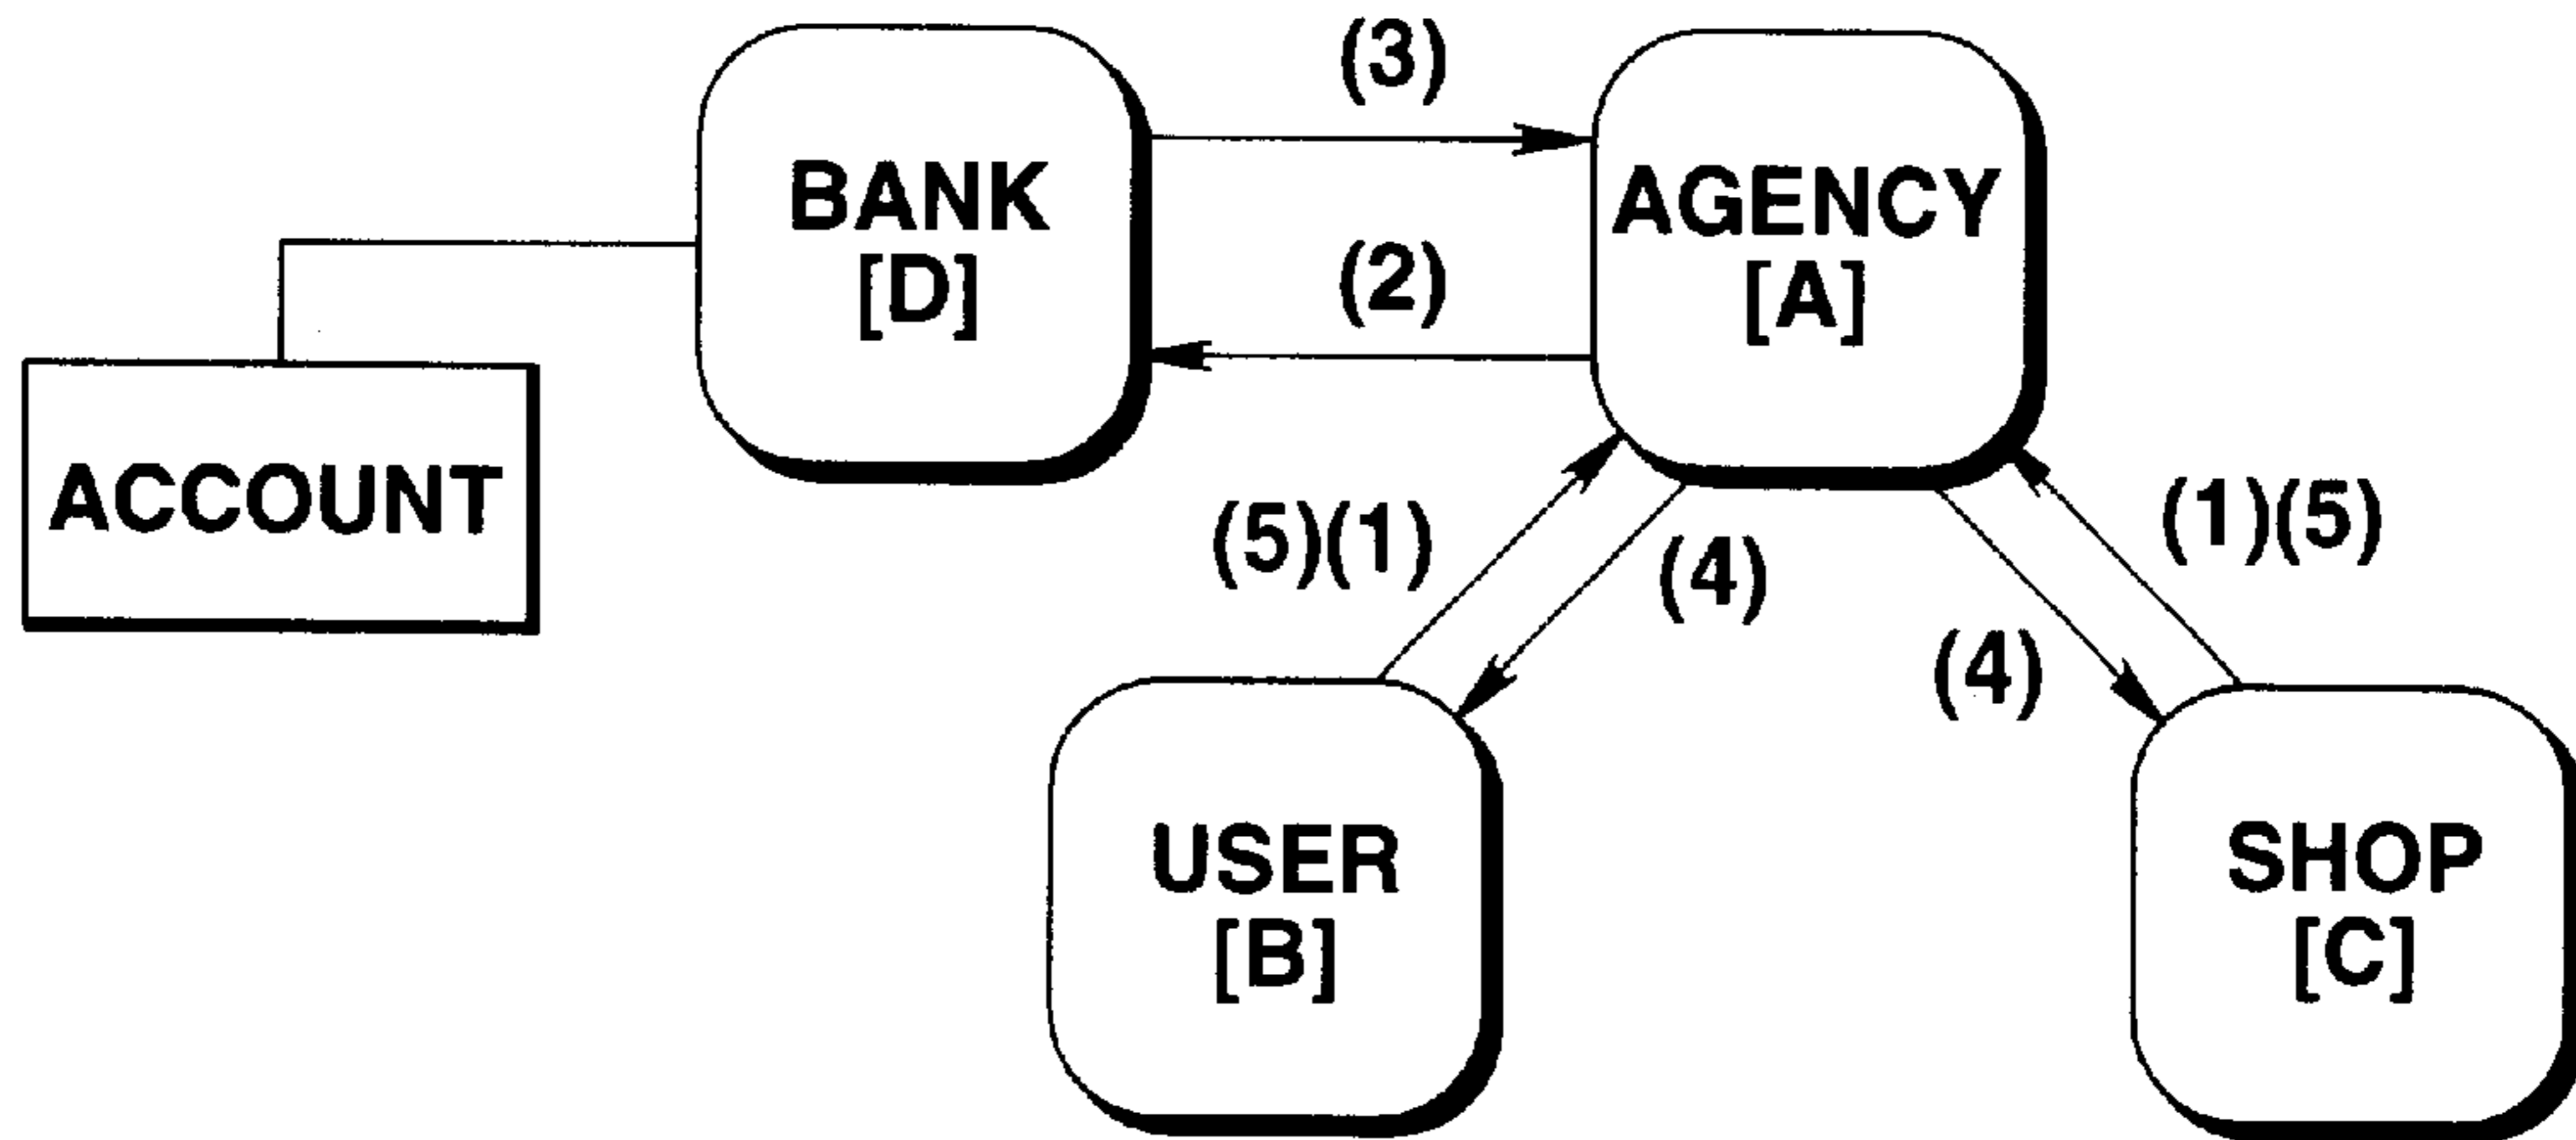 (3)
BANK
[D]
AGENCY
[A]
(2)
ACCOUNT
(5)(1)
(4)
(1)(5)
(4)
USER
[B]
SHOP
[C]